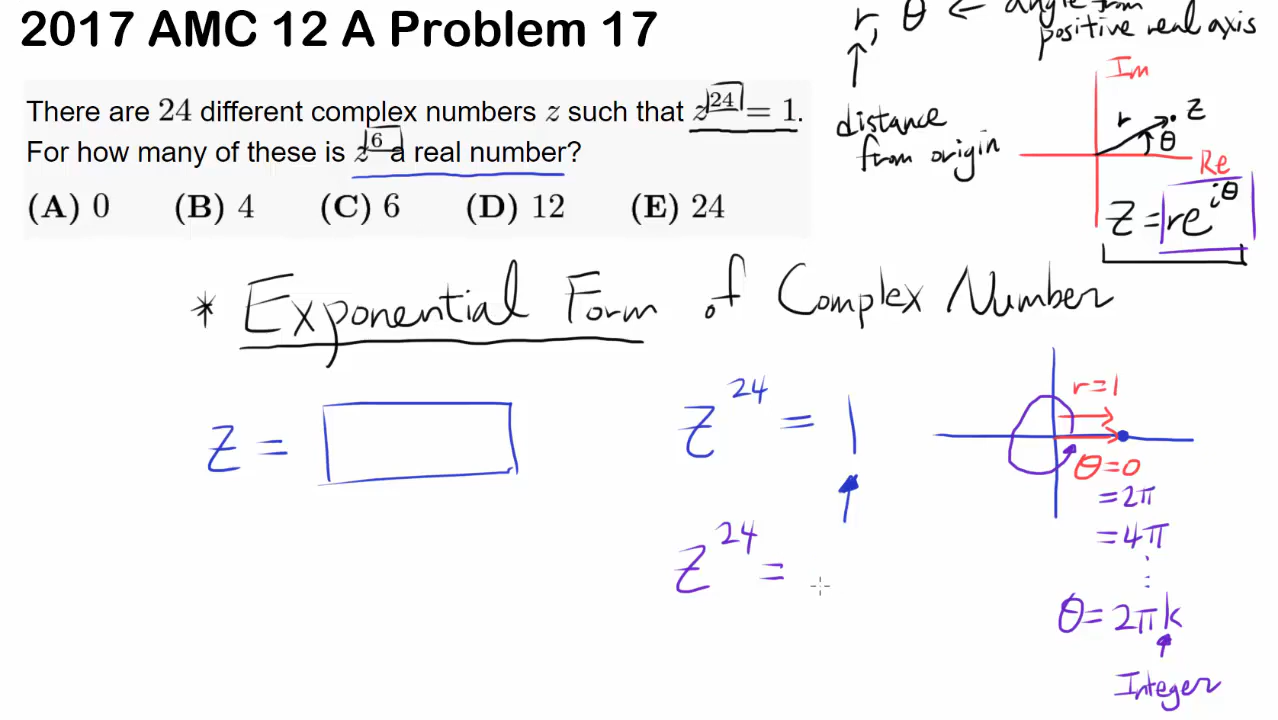 2017 AMC 12 A Problem 17
There are 24 different complex numbers z such that z^24 = 1.
For how many of these is z^6 a real number?
(A) 0 (B) 4 (C) 6 (D) 12 (E) 24
r, θ ← angle from
positive real axis
distance
from origin
Im
r
z
θ
Re
z = re^iθ
* Exponential Form of Complex Number
z =
z^24 = 1
z^24 =
r=1
θ=0
=2π
=4π
⋮
θ= 2πk
Integer